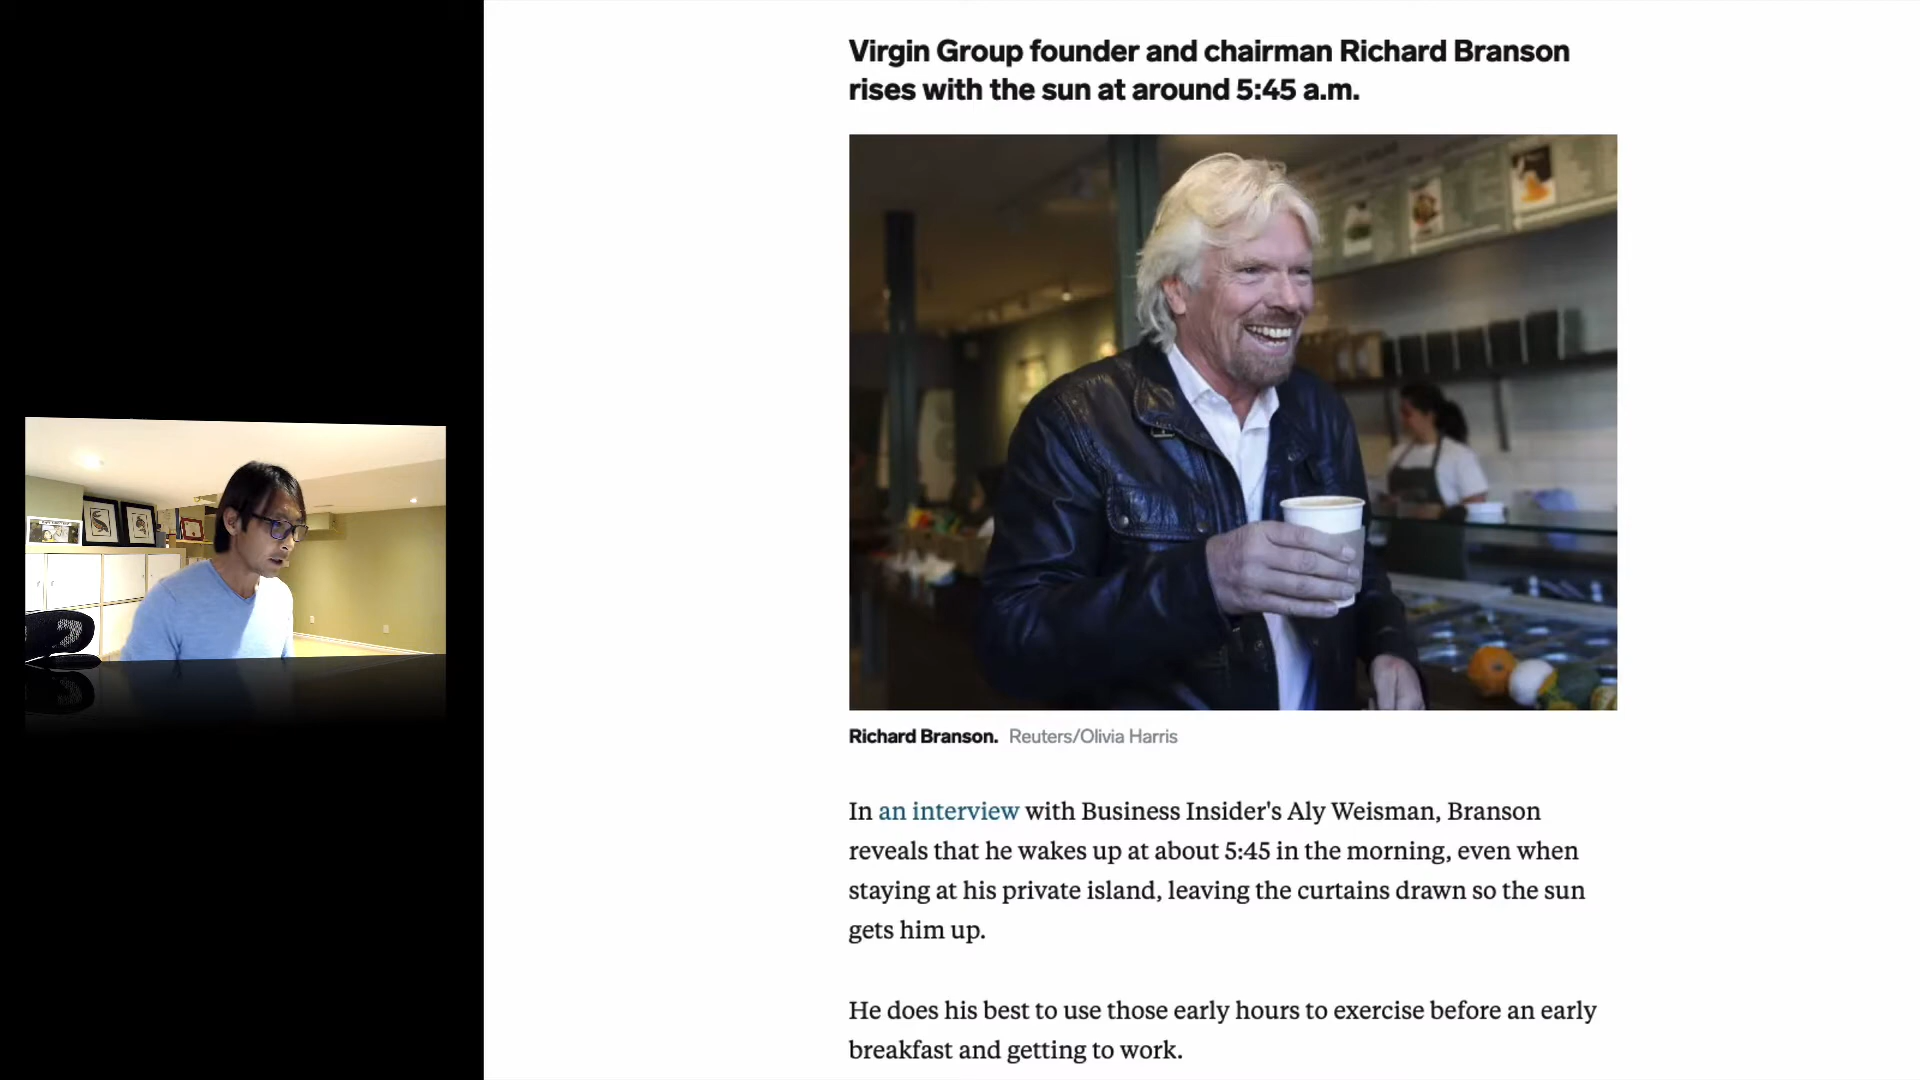 Virgin Group founder and chairman Richard Branson
rises with the sun at around 5:45 a.m.
Richard Branson. Reuters/Olivia Harris
In an interview with Business Insider's Aly Weisman, Branson
reveals that he wakes up at about 5:45 in the morning, even when
staying at his private island, leaving the curtains drawn so the sun
gets him up.
He does his best to use those early hours to exercise before an early
breakfast and getting to work.